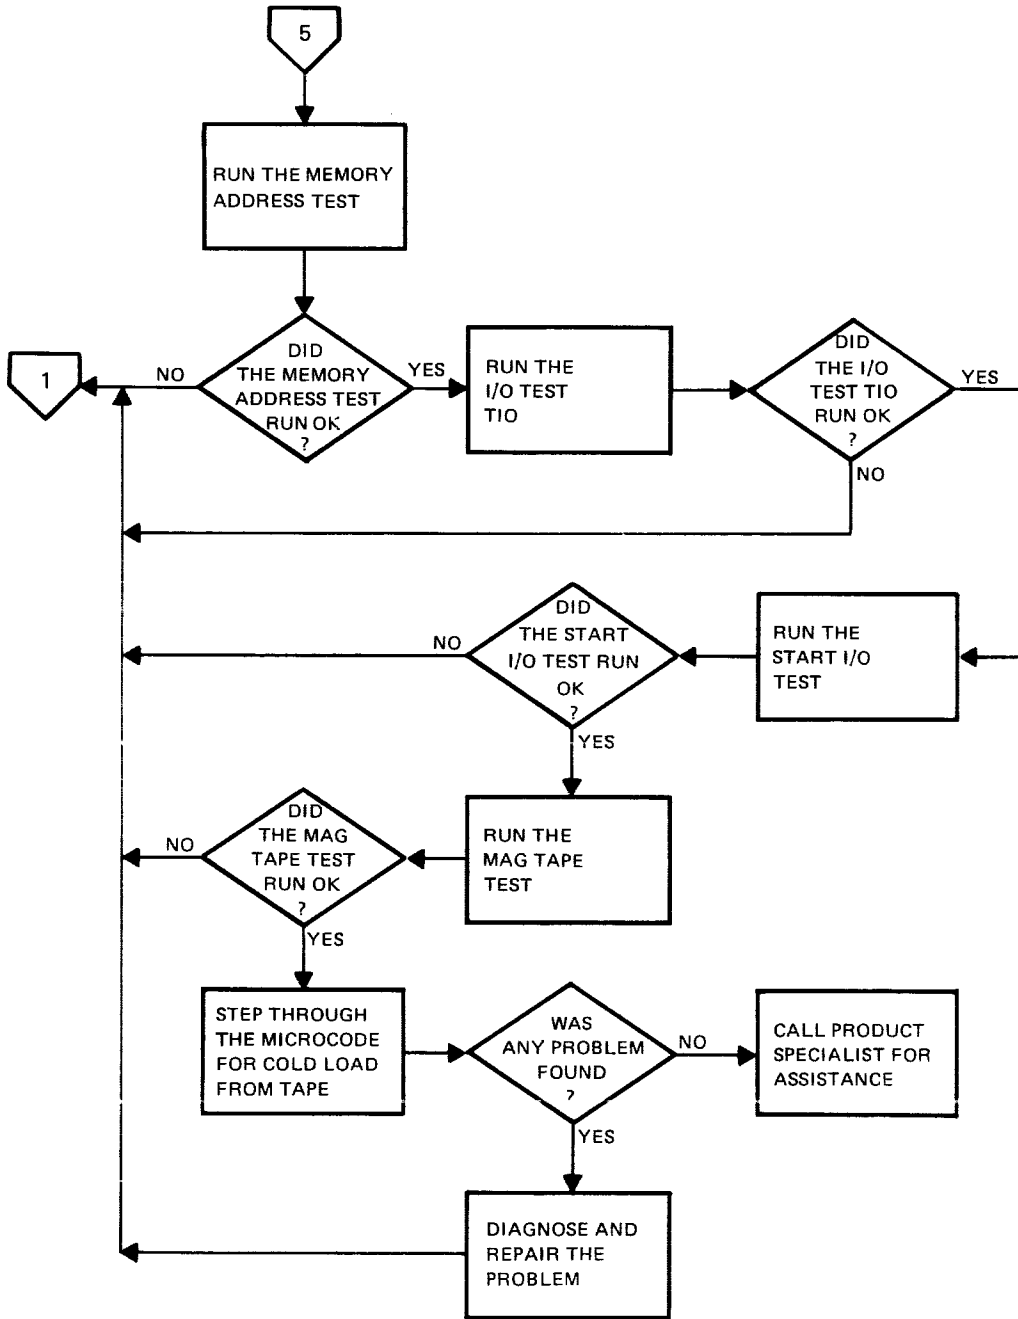 5
RUN THE MEMORY
ADDRESS TEST
1
NO
DID
THE MEMORY
ADDRESS TEST
RUN OK
?
YES
RUN THE
I/O TEST
TIO
DID
THE I/O
TEST TIO
RUN OK
?
YES
NO
RUN THE
START I/O
TEST
DID
THE START
I/O TEST RUN
OK
?
NO
YES
RUN THE
MAG TAPE
TEST
DID
THE MAG
TAPE TEST
RUN OK
?
NO
YES
STEP THROUGH
THE MICROCODE
FOR COLD LOAD
FROM TAPE
WAS
ANY PROBLEM
FOUND
?
NO
CALL PRODUCT
SPECIALIST FOR
ASSISTANCE
YES
DIAGNOSE AND
REPAIR THE
PROBLEM